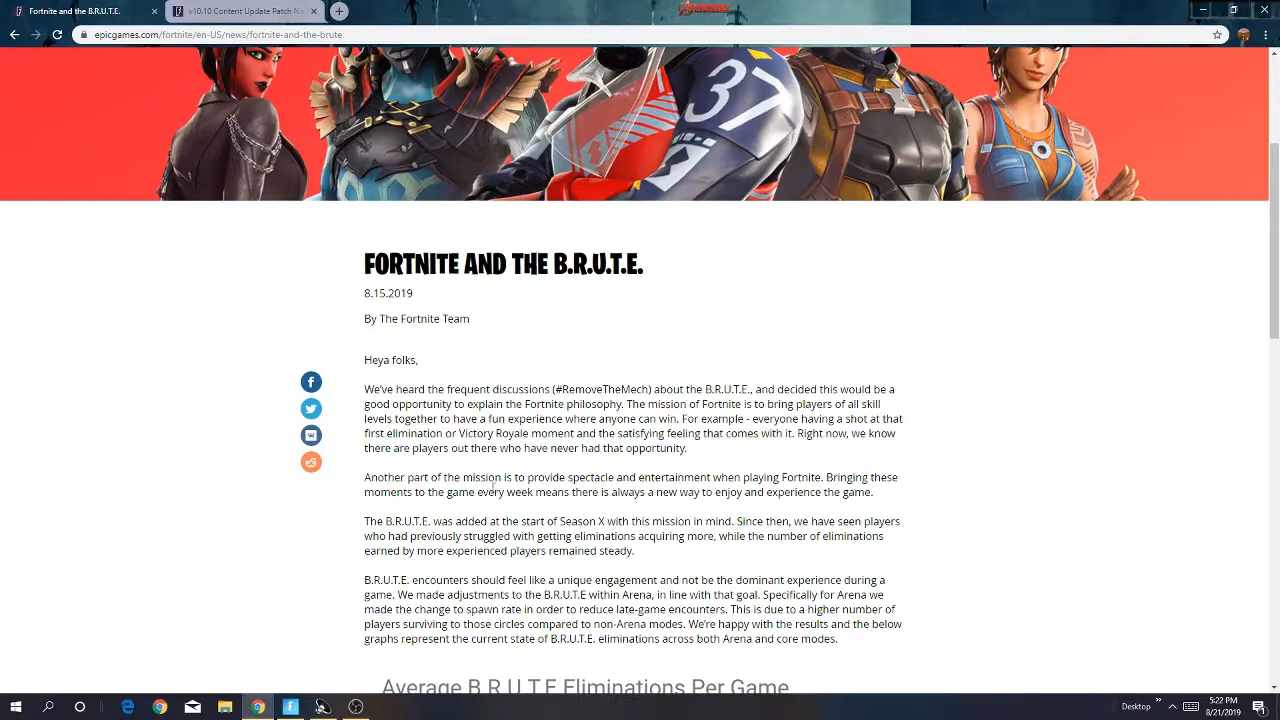 Fortnite and the B.R.U.T.E.
v10.10 Content Update Patch N
epicgames.com/fortnite/en-US/news/fortnite-and-the-brute
AVENGERS
37
FORTNITE AND THE B.R.U.T.E.
8.15.2019
By The Fortnite Team
Heya folks,
We've heard the frequent discussions (#RemoveTheMech) about the B.R.U.T.E., and decided this would be a
good opportunity to explain the Fortnite philosophy. The mission of Fortnite is to bring players of all skill
levels together to have a fun experience where anyone can win. For example - everyone having a shot at that
first elimination or Victory Royale moment and the satisfying feeling that comes with it. Right now, we know
there are players out there who have never had that opportunity.
Another part of the mission is to provide spectacle and entertainment when playing Fortnite. Bringing these
moments to the game every week means there is always a new way to enjoy and experience the game.
The B.R.U.T.E. was added at the start of Season X with this mission in mind. Since then, we have seen players
who had previously struggled with getting eliminations acquiring more, while the number of eliminations
earned by more experienced players remained steady.
B.R.U.T.E. encounters should feel like a unique engagement and not be the dominant experience during a
game. We made adjustments to the B.R.U.T.E within Arena, in line with that goal. Specifically for Arena we
made the change to spawn rate in order to reduce late-game encounters. This is due to a higher number of
players surviving to those circles compared to non-Arena modes. We're happy with the results and the below
graphs represent the current state of B.R.U.T.E. eliminations across both Arena and core modes.
Average B.R.U.T.E Eliminations Per Game
Desktop
5:22 PM
8/21/2019